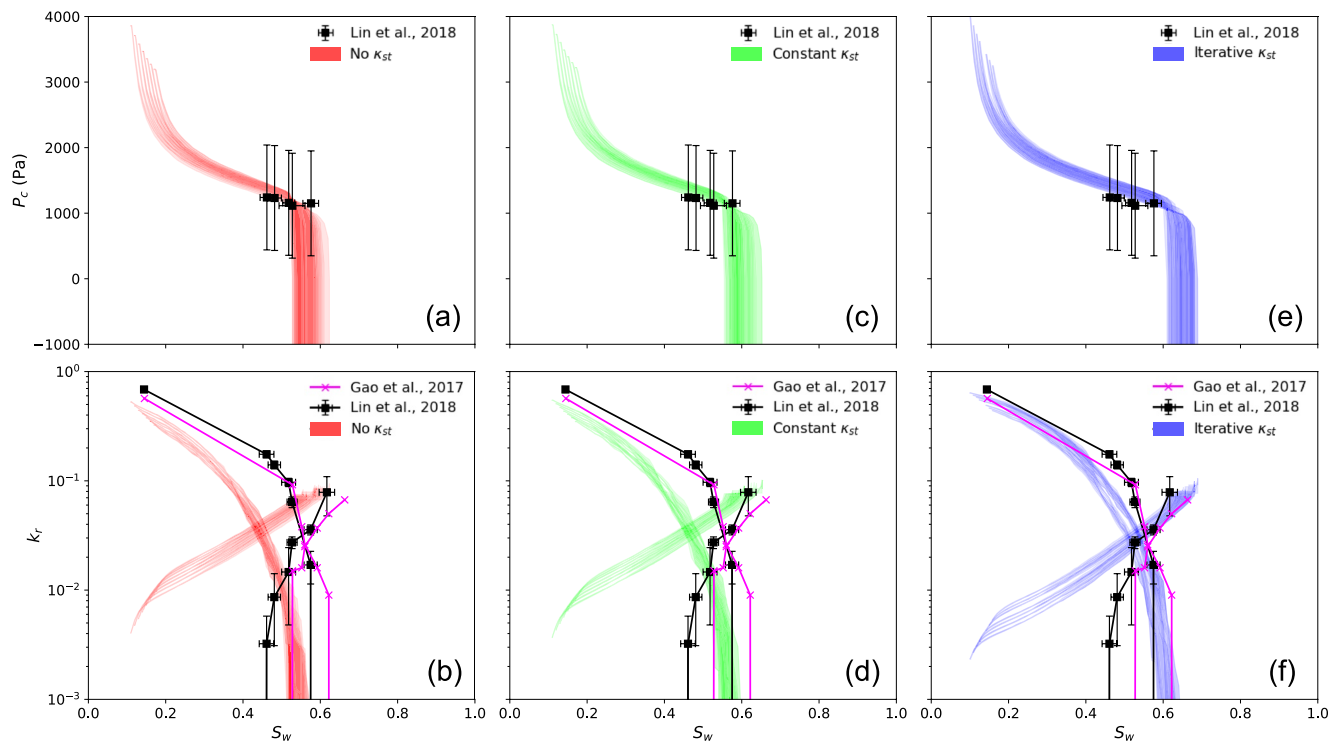 4000
3000
2000
1000
0
−1000
P_c (Pa)
Lin et al., 2018
No κ_st
(a)
Lin et al., 2018
Constant κ_st
(c)
Lin et al., 2018
Iterative κ_st
(e)
10^0
10^−1
10^−2
10^−3
k_r
Gao et al., 2017
Lin et al., 2018
No κ_st
(b)
0.0 0.2 0.4 0.6 0.8 1.0
S_w
Gao et al., 2017
Lin et al., 2018
Constant κ_st
(d)
0.0 0.2 0.4 0.6 0.8 1.0
S_w
Gao et al., 2017
Lin et al., 2018
Iterative κ_st
(f)
0.0 0.2 0.4 0.6 0.8 1.0
S_w